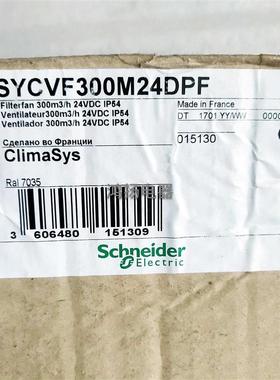 SYCVF300M24DPF
Filterfan 300m3/h 24VDC IP54
Ventilateur300m3/h 24VDC IP54
Ventilador 300m3/h 24VDC IP54
Made in France
DT 1701 YY/WW 0000
015130
Сделано во Франции
ClimaSys
Ral 7035
3 606480 151309
Schneider
Electric